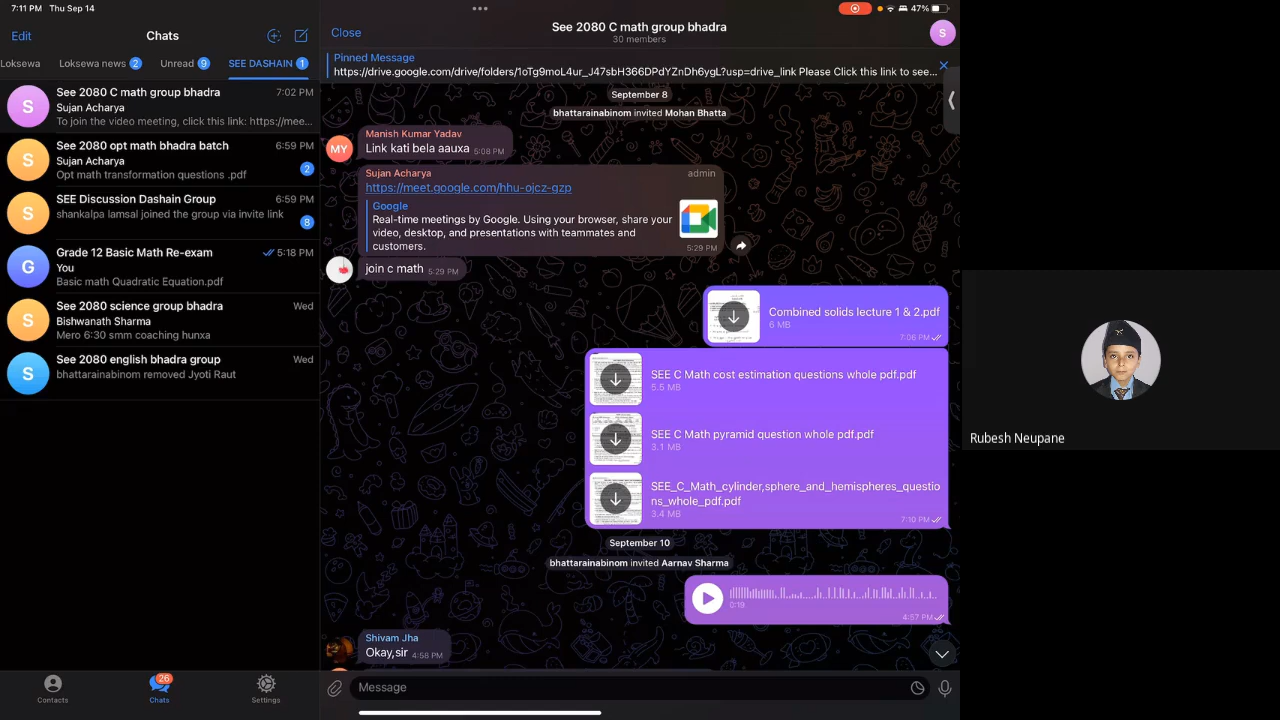 7:11 PM Thu Sep 14
47%
Edit
Chats
Loksewa
Loksewa news 2
Unread 9
SEE DASHAIN 1
See 2080 C math group bhadra 7:02 PM
Sujan Acharya
To join the video meeting, click this link: https://mee...
See 2080 opt math bhadra batch 6:59 PM
Sujan Acharya
Opt math transformation questions .pdf 2
SEE Discussion Dashain Group 6:59 PM
shankalpa lamsal joined the group via invite link 8
Grade 12 Basic Math Re-exam 5:18 PM
You
Basic math Quadratic Equation.pdf
See 2080 science group bhadra Wed
Bishwanath Sharma
Mero 6:30 smm coaching hunxa
See 2080 english bhadra group Wed
bhattarainabinom removed Jyoti Raut
26
Contacts
Chats
Settings
Close
See 2080 C math group bhadra
30 members
S
Pinned Message
https://drive.google.com/drive/folders/1oTg9moL4ur_J47sbH366DPdYZnDh6ygL?usp=drive_link Please Click this link to see...
September 8
bhattarainabinom invited Mohan Bhatta
MY
Manish Kumar Yadav
Link kati bela aauxa 5:08 PM
Sujan Acharya admin
https://meet.google.com/hhu-ojcz-gzp
Google
Real-time meetings by Google. Using your browser, share your
video, desktop, and presentations with teammates and
customers.
5:29 PM
join c math 5:29 PM
Combined solids lecture 1 & 2.pdf
6 MB
7:06 PM
SEE C Math cost estimation questions whole pdf.pdf
5.5 MB
SEE C Math pyramid question whole pdf.pdf
3.1 MB
SEE_C_Math_cylinder,sphere_and_hemispheres_questio
ns_whole_pdf.pdf
3.4 MB
7:10 PM
September 10
bhattarainabinom invited Aarnav Sharma
0:19
4:57 PM
Shivam Jha
Okay,sir 4:58 PM
Message
Rubesh Neupane